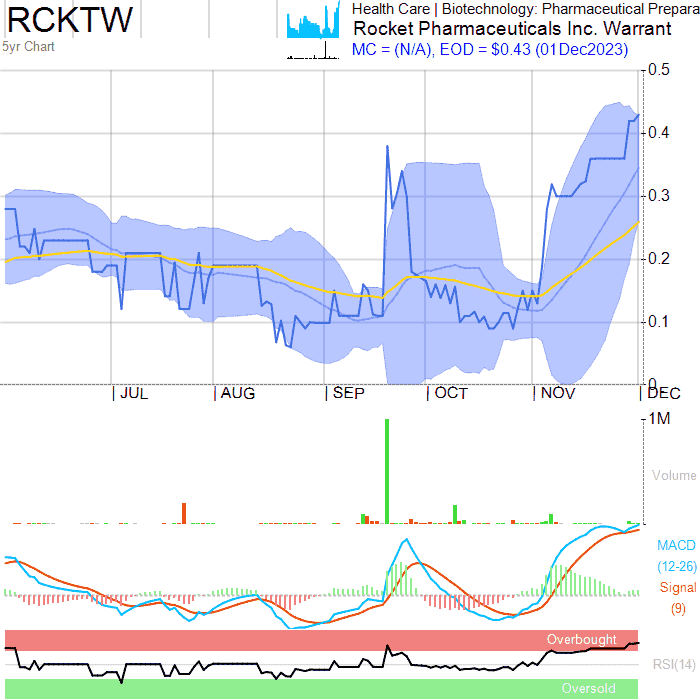 RCKTW
Health Care | Biotechnology: Pharmaceutical Prepara
Rocket Pharmaceuticals Inc. Warrant
5yr Chart
MC = (N/A), EOD = $0.43 (01Dec2023)
0.5
0.4
0.3
0.2
0.1
0
JUL
AUG
SEP
OCT
NOV
DEC
1M
Volume
MACD
(12-26)
Signal
(9)
Overbought
RSI(14)
Oversold